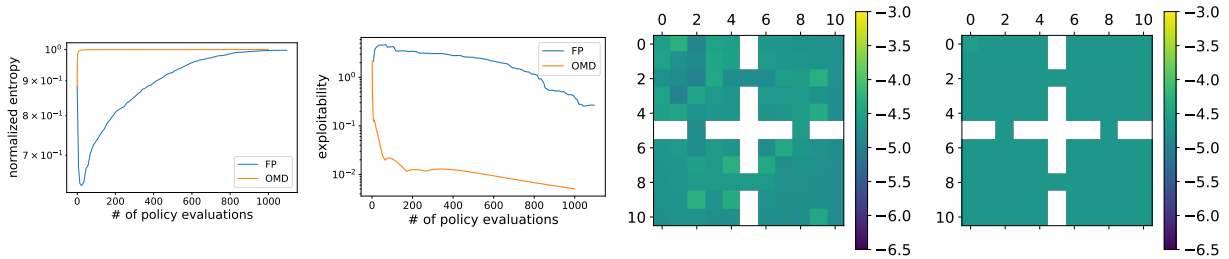 normalized entropy
10⁰
9 × 10⁻¹
8 × 10⁻¹
7 × 10⁻¹
FP
OMD
0 200 400 600 800 1000
# of policy evaluations
exploitability
10⁰
10⁻¹
10⁻²
FP
OMD
0 200 400 600 800 1000
# of policy evaluations
0 2 4 6 8 10
0
2
4
6
8
10
−3.0
−3.5
−4.0
−4.5
−5.0
−5.5
−6.0
−6.5
0 2 4 6 8 10
0
2
4
6
8
10
−3.0
−3.5
−4.0
−4.5
−5.0
−5.5
−6.0
−6.5